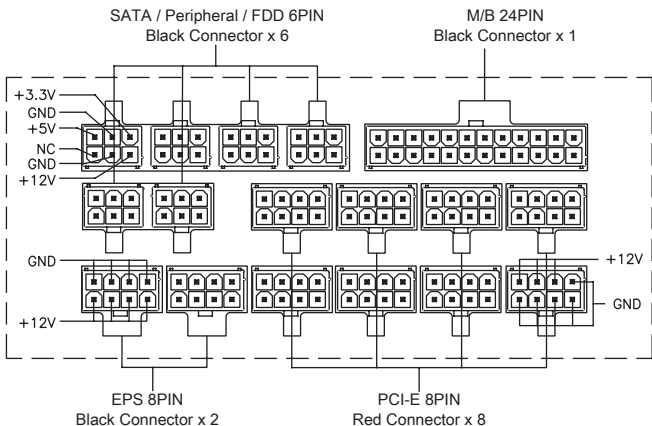 SATA / Peripheral / FDD 6PIN
Black Connector x 6
M/B 24PIN
Black Connector x 1
+3.3V
GND
+5V
NC
GND
+12V
GND
+12V
+12V
GND
EPS 8PIN
Black Connector x 2
PCI-E 8PIN
Red Connector x 8